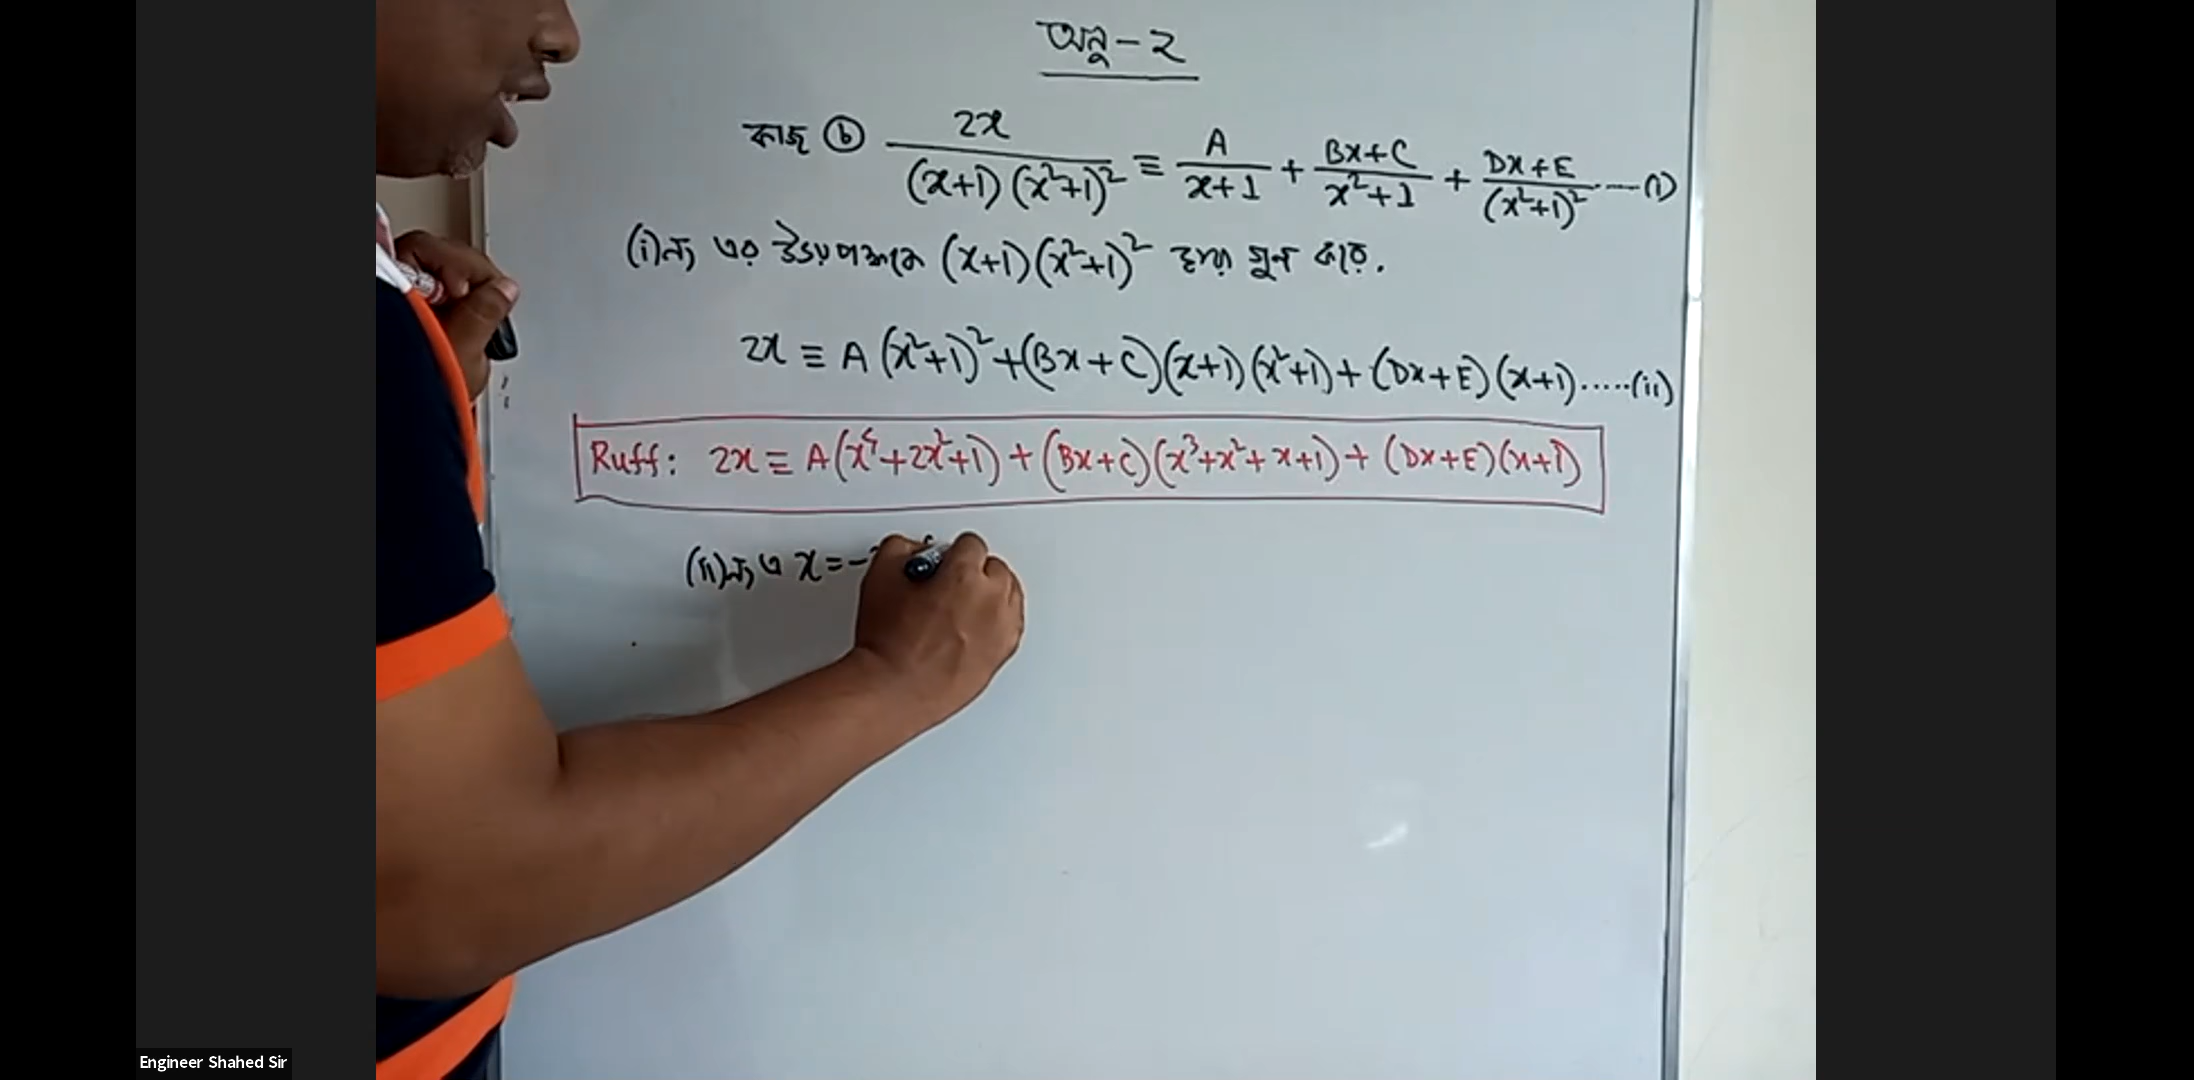 অনু-২
কাজ (b) 2x/((x+1)(x²+1)²) ≡ A/(x+1) + (Bx+C)/(x²+1) + (Dx+E)/(x²+1)² ---(i)
(i)নং এর উভয়পক্ষকে (x+1)(x²+1)² দ্বারা গুন করে.
2x ≡ A(x²+1)²+(Bx+C)(x+1)(x²+1)+(Dx+E)(x+1).....(ii)
Ruff: 2x ≡ A(x⁴+2x²+1)+(Bx+C)(x³+x²+x+1)+(Dx+E)(x+1)
(ii)নং এ x=-
Engineer Shahed Sir